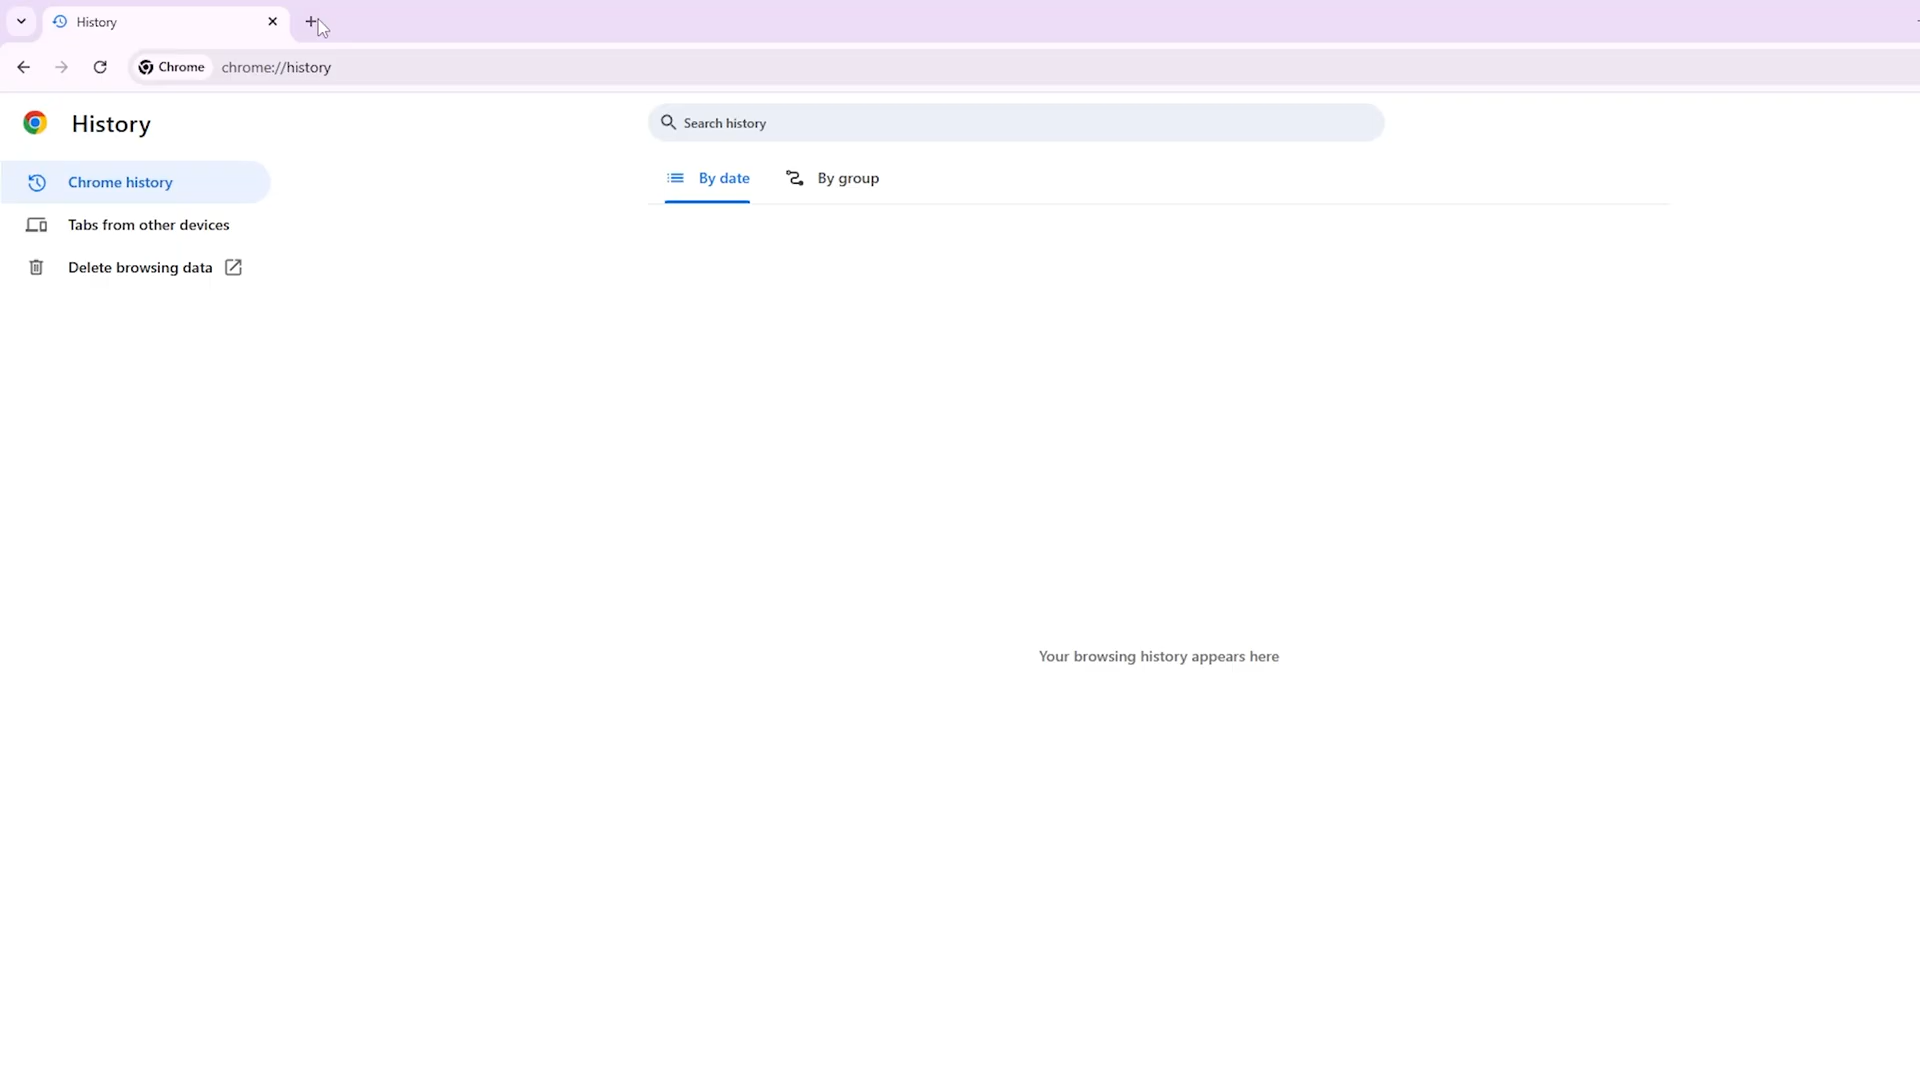 History
Chrome
chrome://history
History
Search history
Chrome history
By date
By group
Tabs from other devices
Delete browsing data
Your browsing history appears here